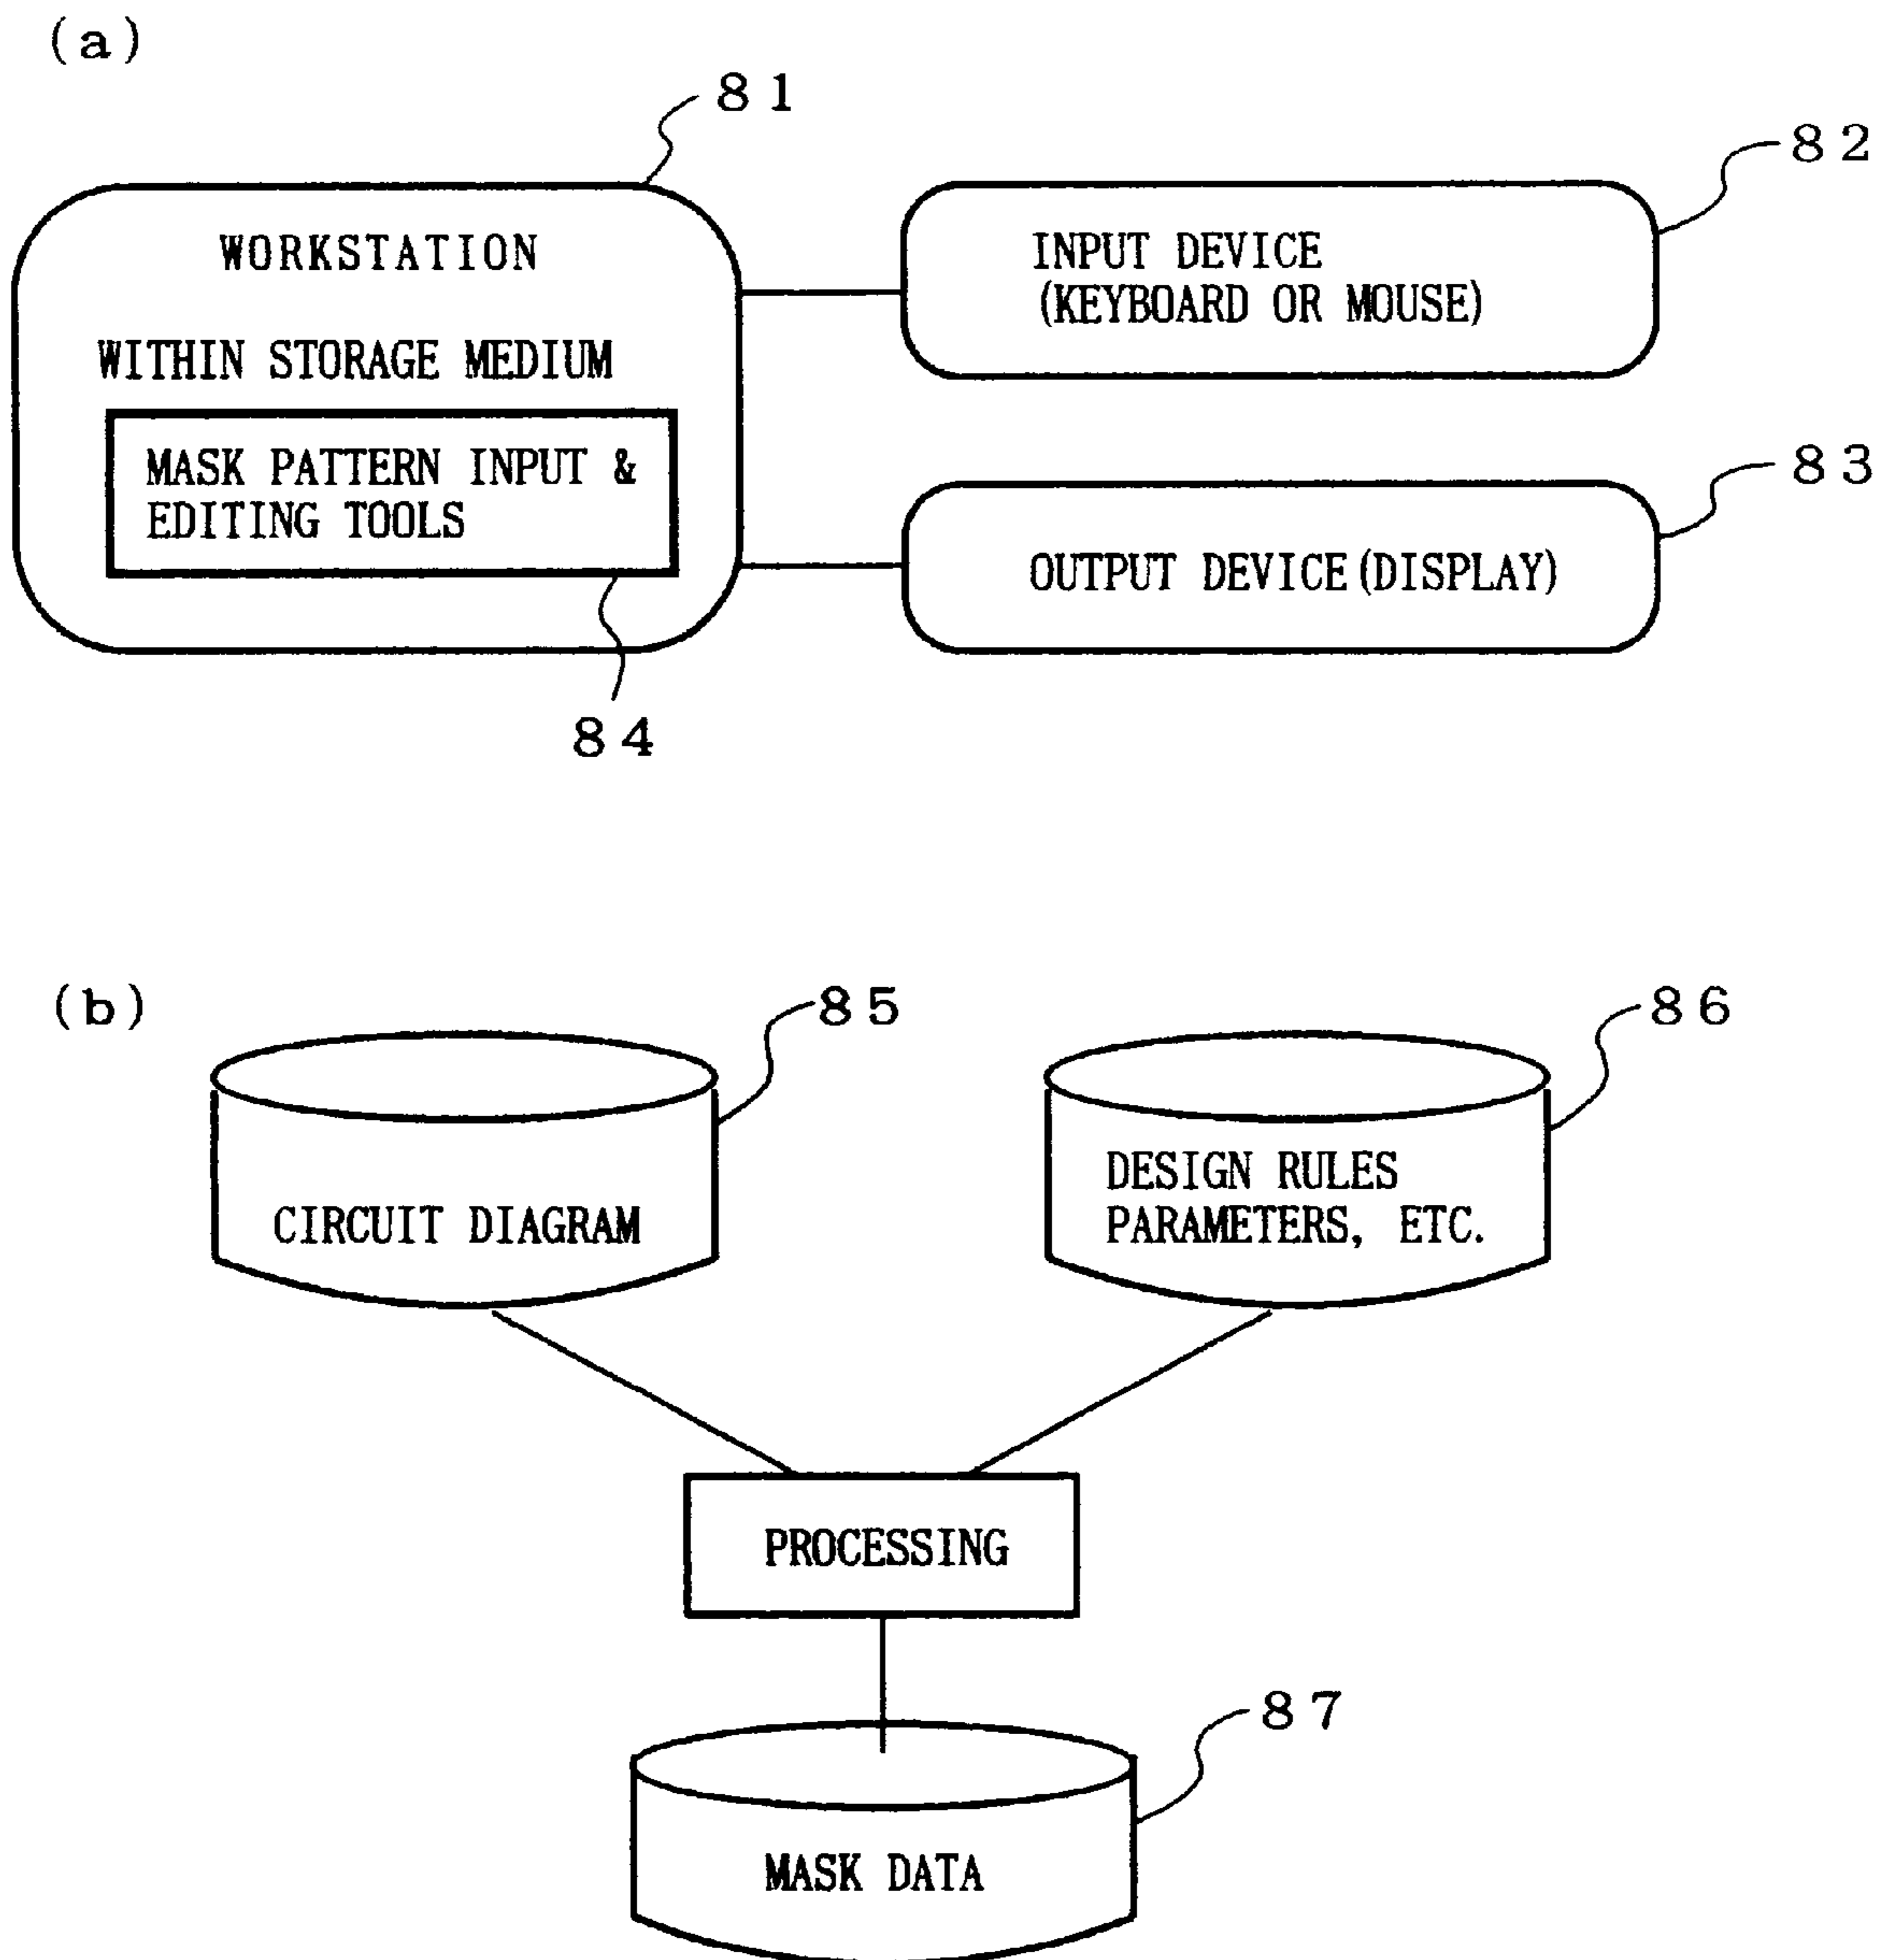 (a)
81
82
WORKSTATION
WITHIN STORAGE MEDIUM
MASK PATTERN INPUT &
EDITING TOOLS
INPUT DEVICE
(KEYBOARD OR MOUSE)
83
OUTPUT DEVICE(DISPLAY)
84
(b)
85
86
CIRCUIT DIAGRAM
DESIGN RULES
PARAMETERS, ETC.
PROCESSING
87
MASK DATA